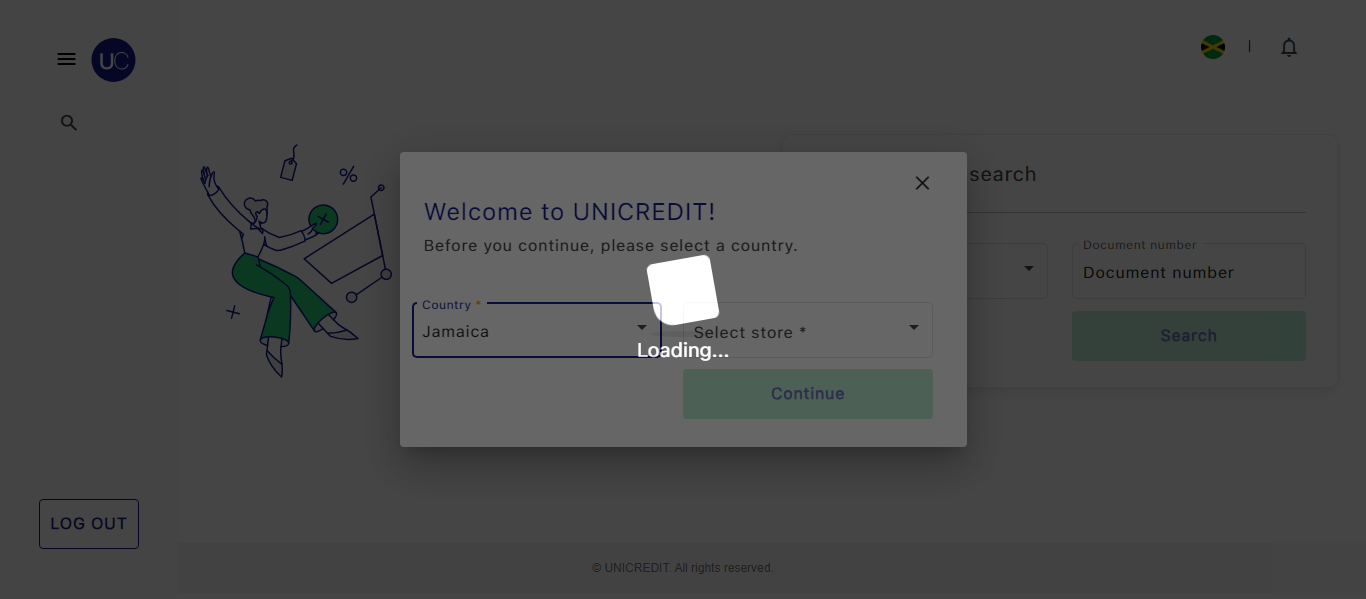 UC
search
Welcome to UNICREDIT!
Before you continue, please select a country.
Document number
Document number
Country *
Jamaica
Select store *
Search
Loading...
Continue
LOG OUT
© UNICREDIT. All rights reserved.